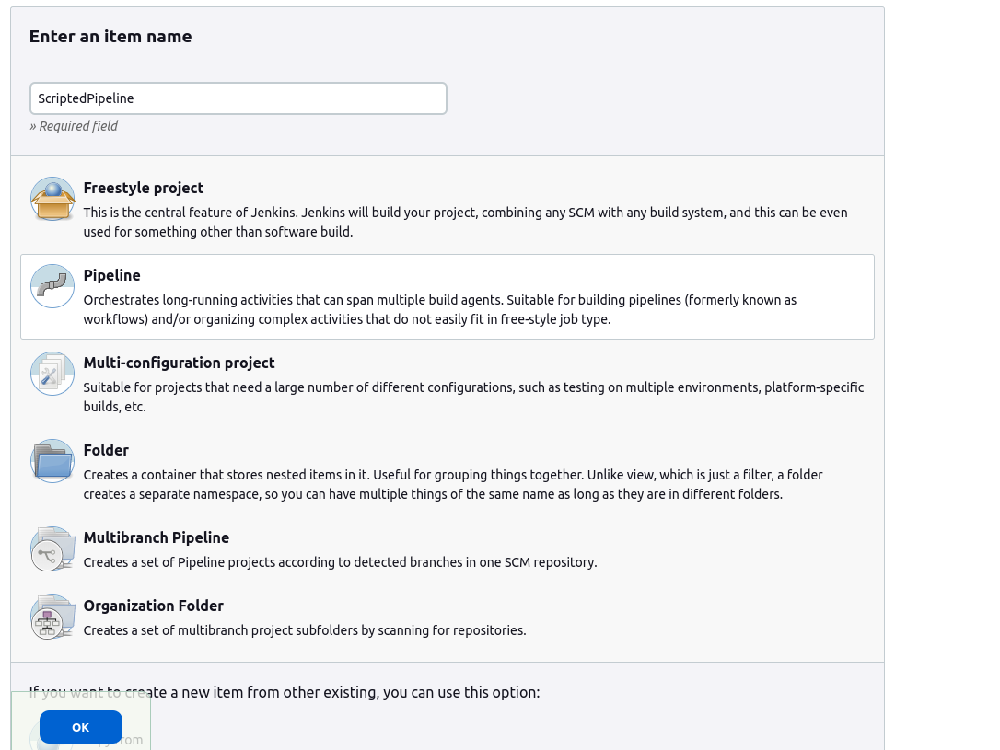 Enter an item name
ScriptedPipeline
» Required field
Freestyle project
This is the central feature of Jenkins. Jenkins will build your project, combining any SCM with any build system, and this can be even
used for something other than software build.
Pipeline
Orchestrates long-running activities that can span multiple build agents. Suitable for building pipelines (formerly known as
workflows) and/or organizing complex activities that do not easily fit in free-style job type.
Multi-configuration project
Suitable for projects that need a large number of different configurations, such as testing on multiple environments, platform-specific
builds, etc.
Folder
Creates a container that stores nested items in it. Useful for grouping things together. Unlike view, which is just a filter, a folder
creates a separate namespace, so you can have multiple things of the same name as long as they are in different folders.
Multibranch Pipeline
Creates a set of Pipeline projects according to detected branches in one SCM repository.
Organization Folder
Creates a set of multibranch project subfolders by scanning for repositories.
If you want to create a new item from other existing, you can use this option:
OK
from